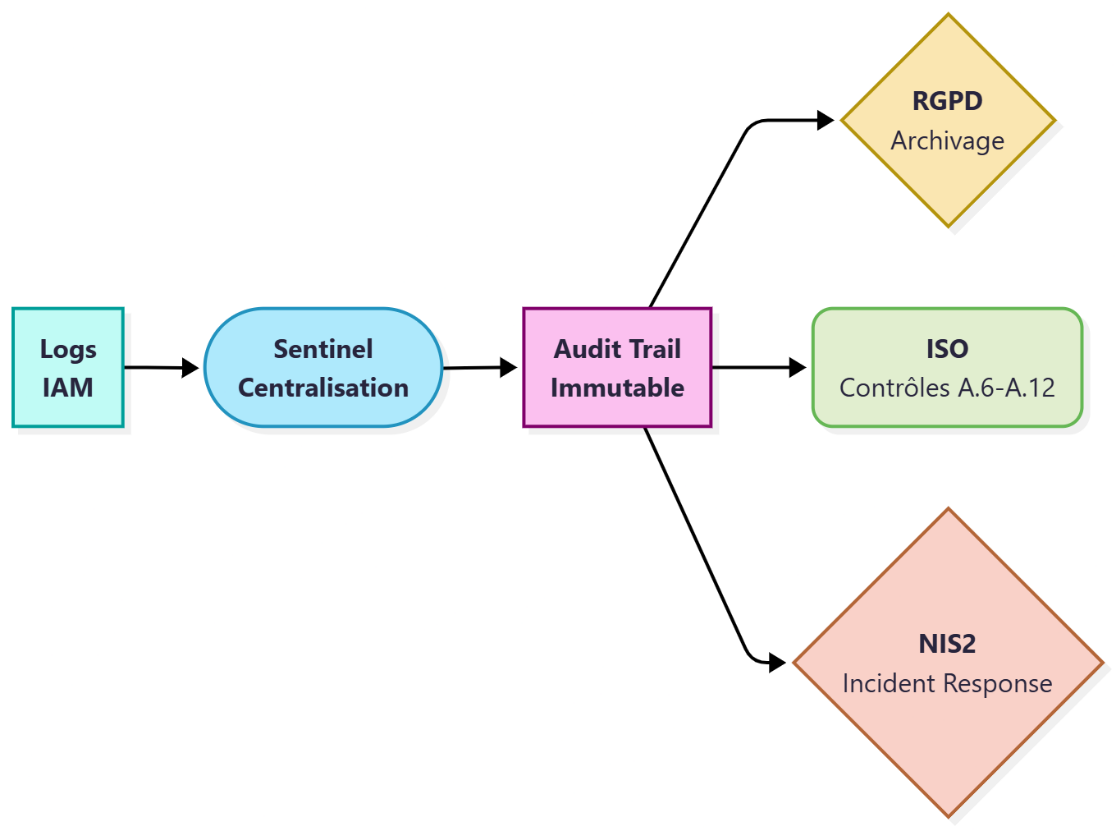 Logs
IAM
Sentinel
Centralisation
Audit Trail
Immutable
RGPD
Archivage
ISO
Contrôles A.6-A.12
NIS2
Incident Response